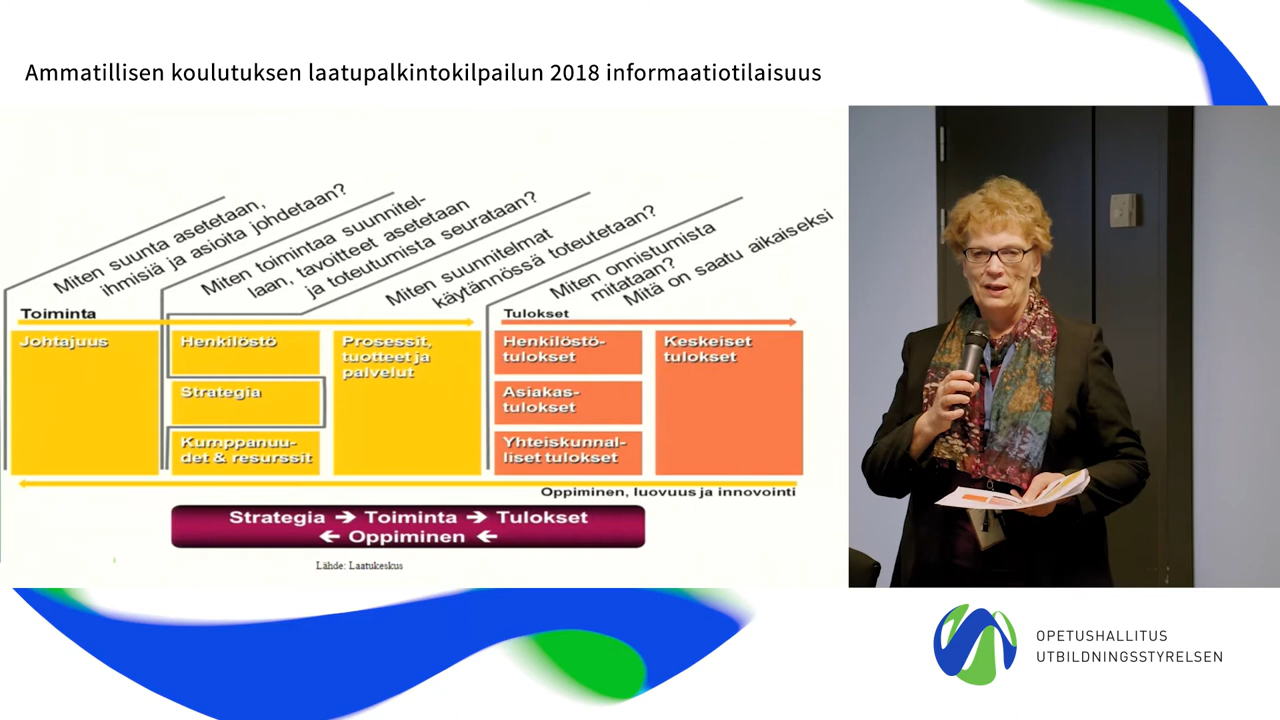 Ammatillisen koulutuksen laatupalkintokilpailun 2018 informaatiotilaisuus
Miten suunta asetetaan,
ihmisiä ja asioita johdetaan?
Miten toimintaa suunnitel-
laan, tavoitteet asetetaan
ja toteutumista seurataan?
Miten suunnitelmat
käytännössä toteutetaan?
Miten onnistumista
mitataan?
Mitä on saatu aikaiseksi
Toiminta
Tulokset
Johtajuus
Henkilöstö
Strategia
Kumppanuu-
det & resurssit
Prosessit,
tuotteet ja
palvelut
Henkilöstö-
tulokset
Asiakas-
tulokset
Yhteiskunnal-
liset tulokset
Keskeiset
tulokset
Oppiminen, luovuus ja innovointi
Strategia → Toiminta → Tulokset
← Oppiminen ←
Lähde: Laatukeskus
OPETUSHALLITUS
UTBILDNINGSSTYRELSEN